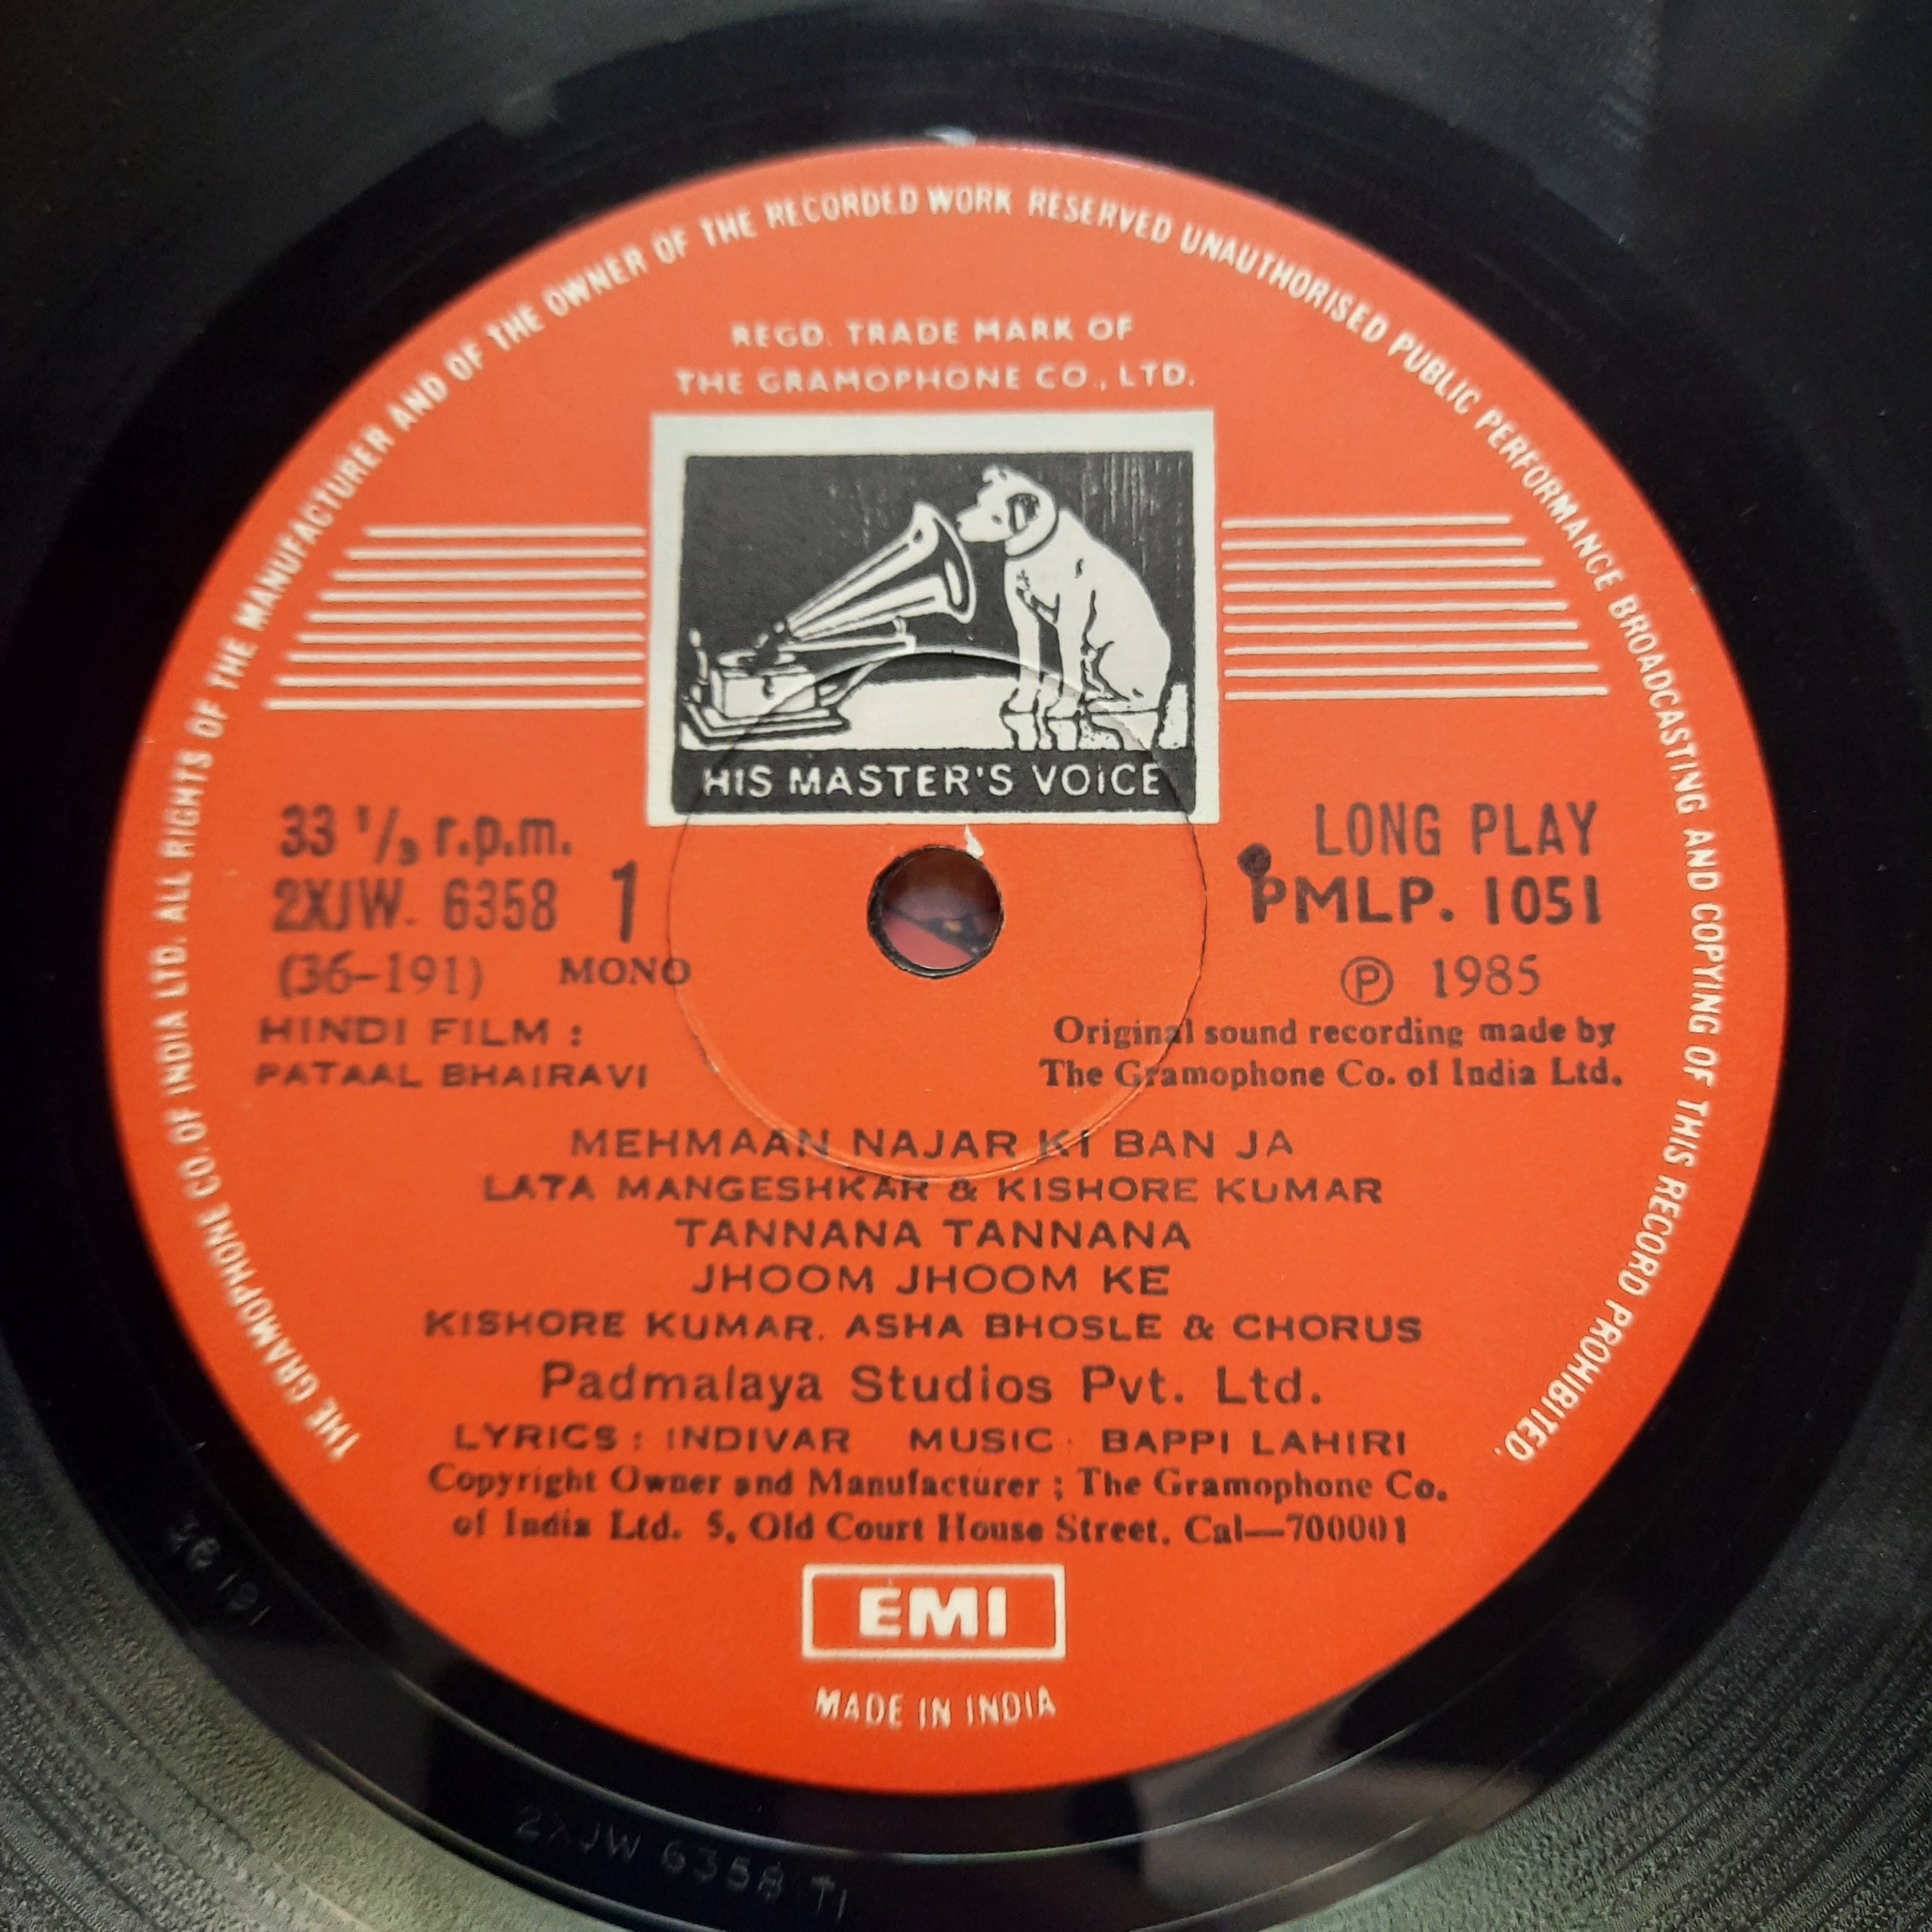 THE GRAMOPHONE CO. OF INDIA LTD. ALL RIGHTS OF THE MANUFACTURER AND OF THE OWNER OF THE RECORDED WORK RESERVED UNAUTHORISED PUBLIC PERFORMANCE BROADCASTING AND COPYING OF THIS RECORD PROHIBITED.
REGD. TRADE MARK OF
THE GRAMOPHONE CO., LTD.
HIS MASTER'S VOICE
33 1/3 r.p.m.
2XJW. 6358 1
(36-191) MONO
HINDI FILM :
PATAAL BHAIRAVI
LONG PLAY
PMLP. 1051
Ⓟ 1985
Original sound recording made by
The Gramophone Co. of India Ltd.
MEHMAAN NAJAR KI BAN JA
LATA MANGESHKAR & KISHORE KUMAR
TANNANA TANNANA
JHOOM JHOOM KE
KISHORE KUMAR, ASHA BHOSLE & CHORUS
Padmalaya Studios Pvt. Ltd.
LYRICS : INDIVAR MUSIC : BAPPI LAHIRI
Copyright Owner and Manufacturer ; The Gramophone Co.
of India Ltd. 5, Old Court House Street, Cal—700001
EMI
MADE IN INDIA
2XJW 6358 T1